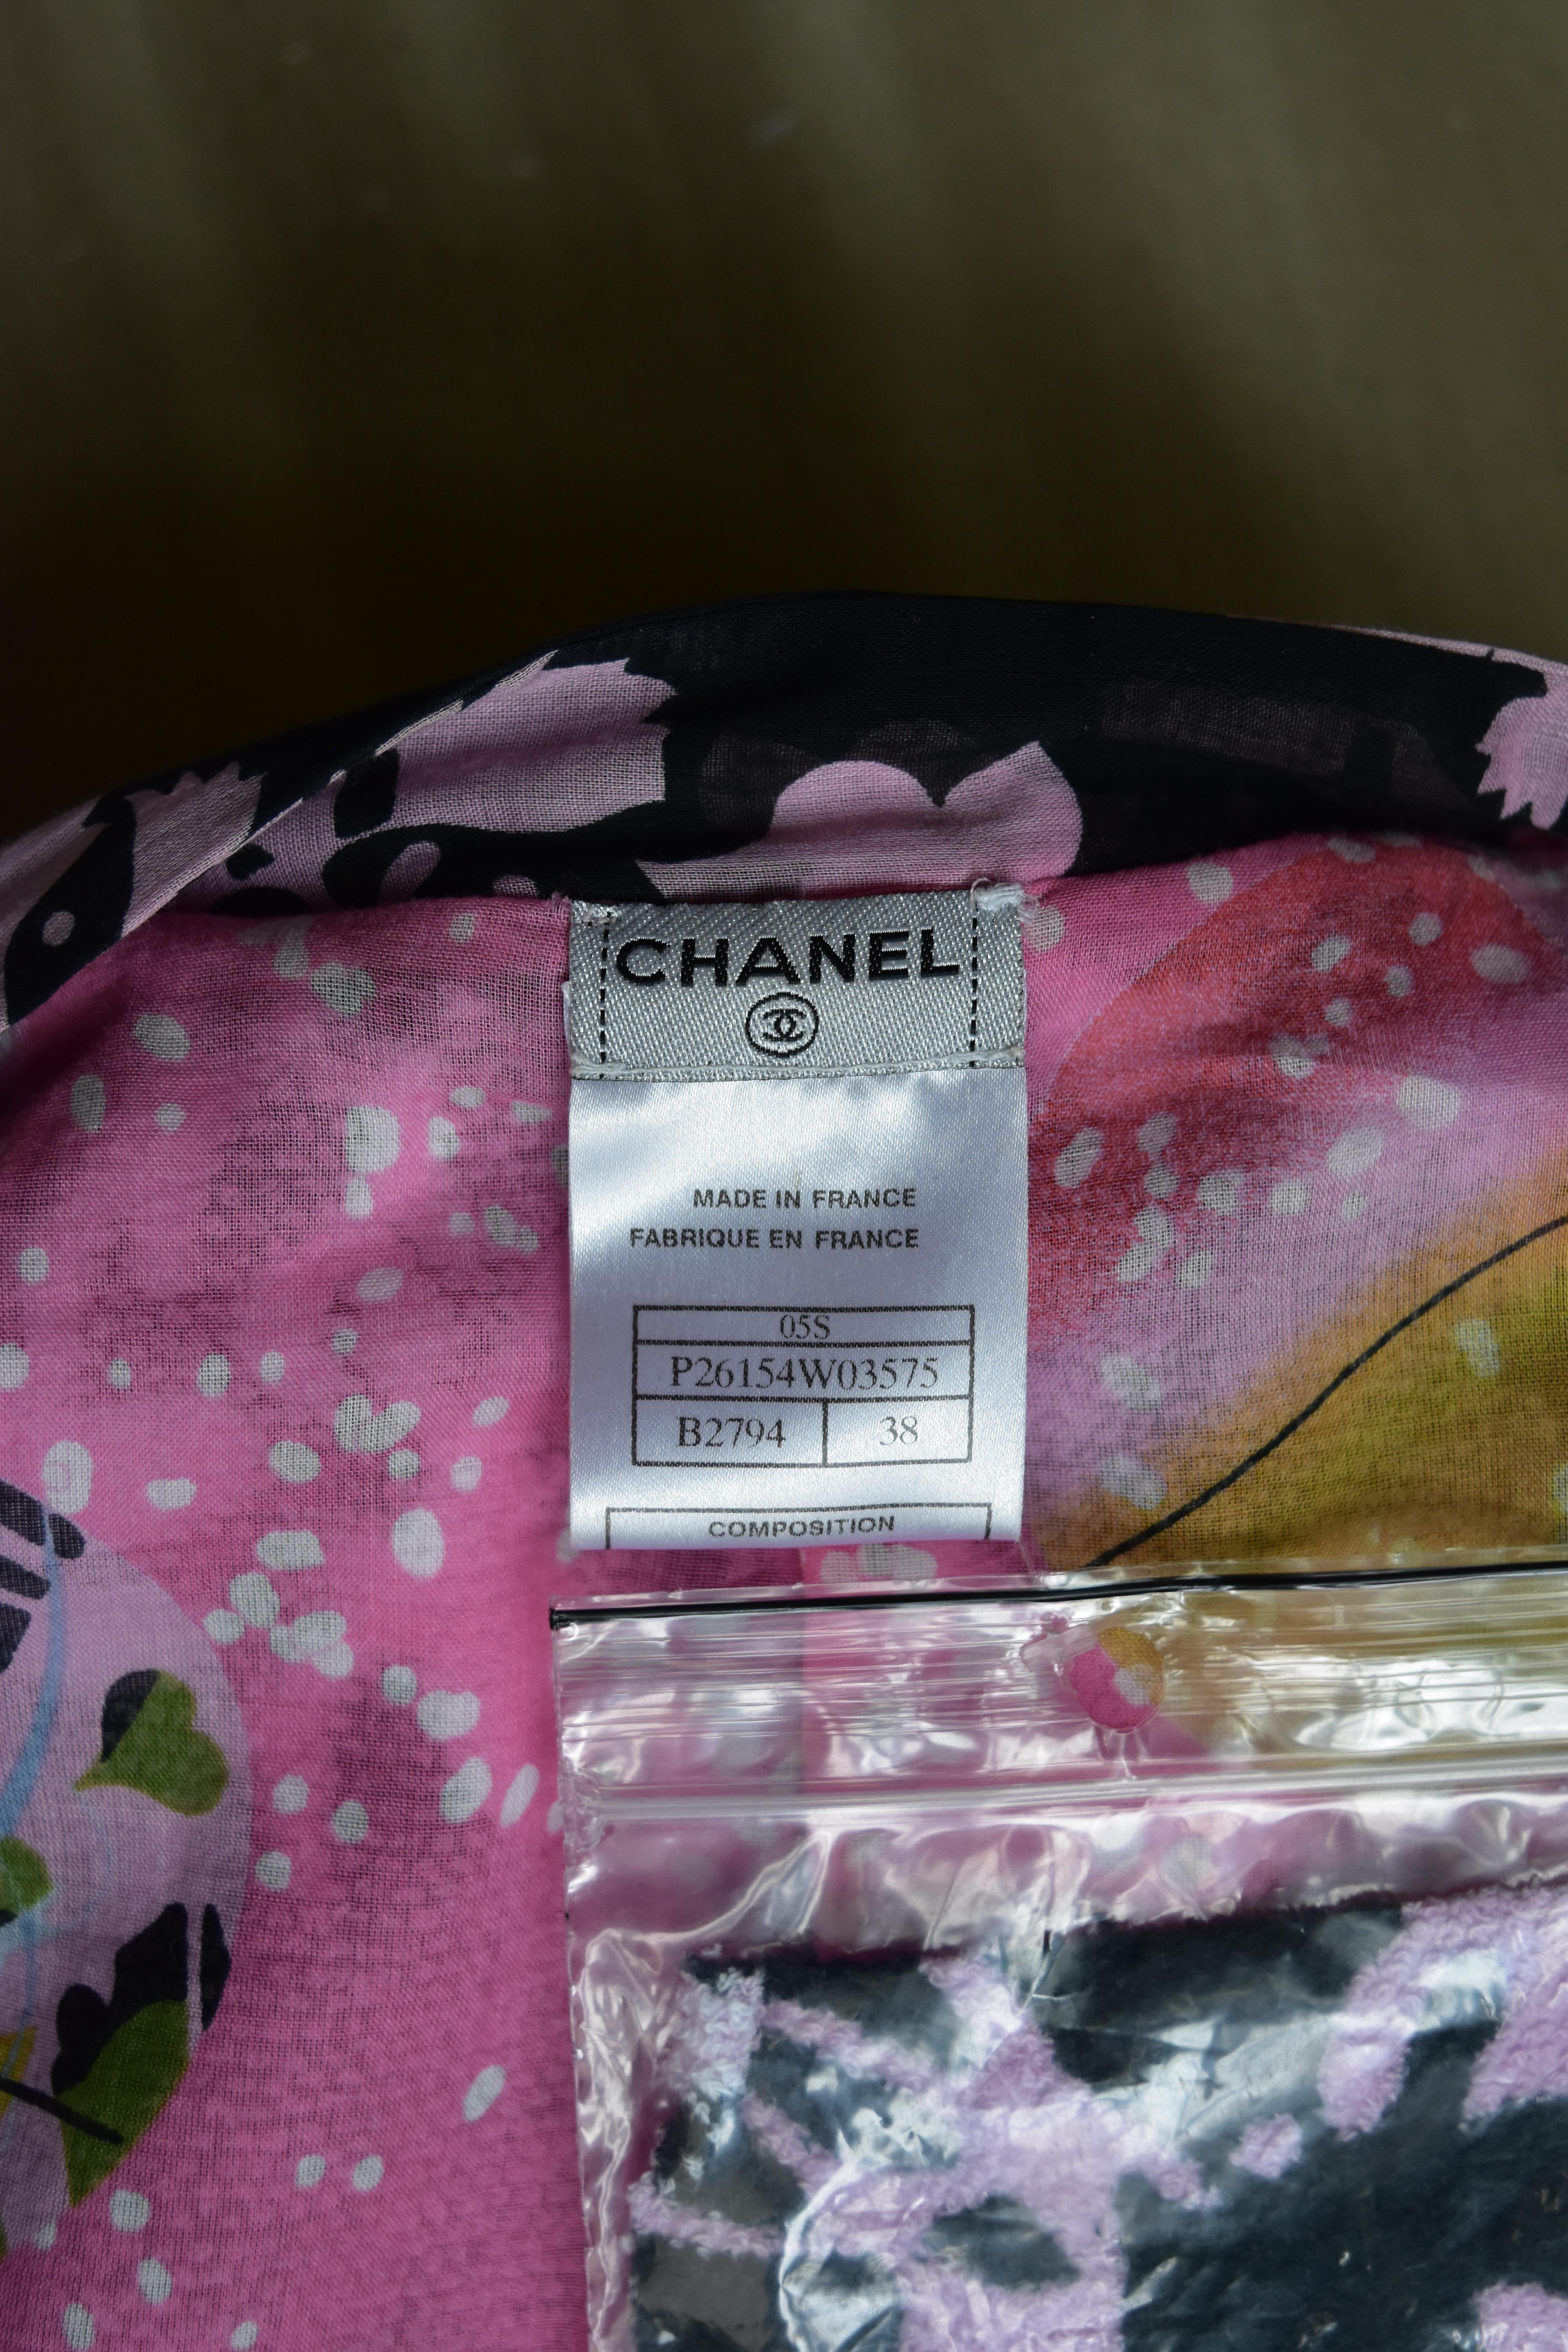 CHANEL
MADE IN FRANCE
FABRIQUE EN FRANCE
05S
P26154W03575
B2794 38
COMPOSITION